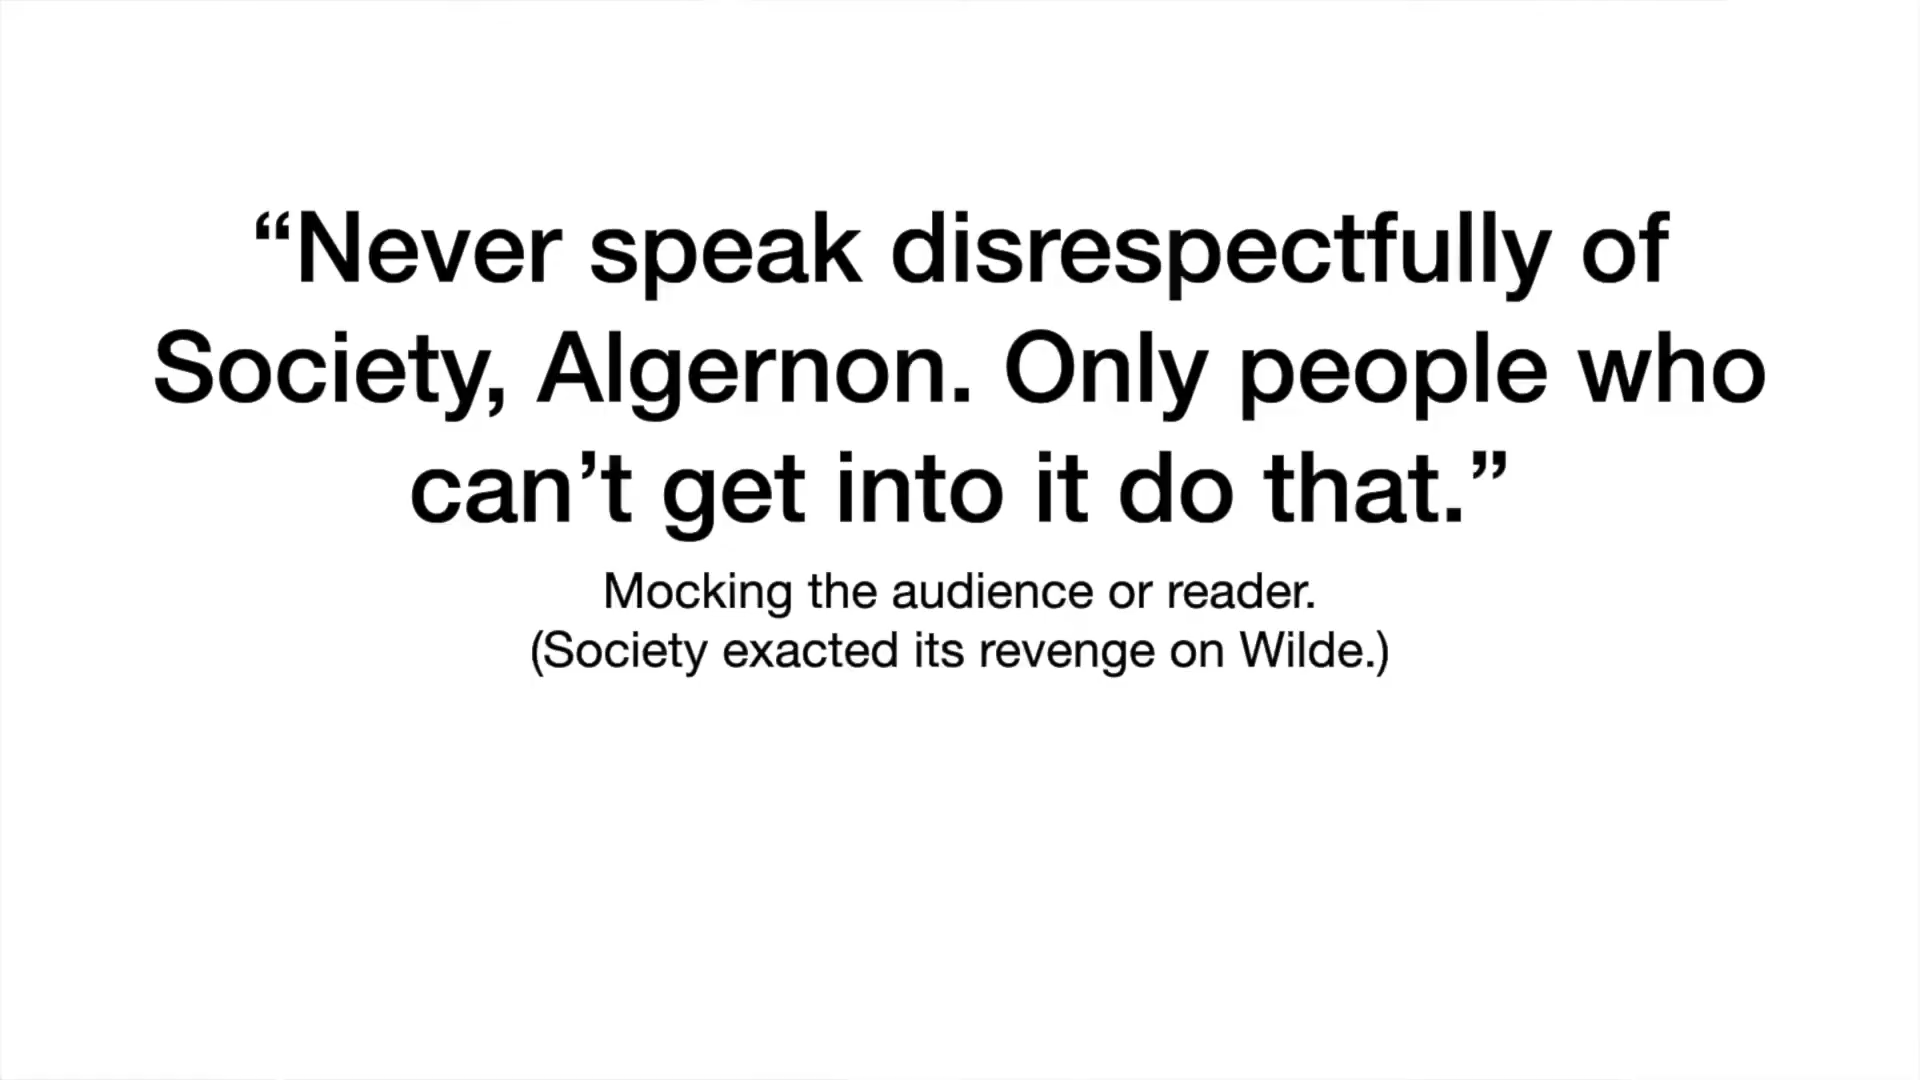 “Never speak disrespectfully of
Society, Algernon. Only people who
can’t get into it do that.”
Mocking the audience or reader.
(Society exacted its revenge on Wilde.)